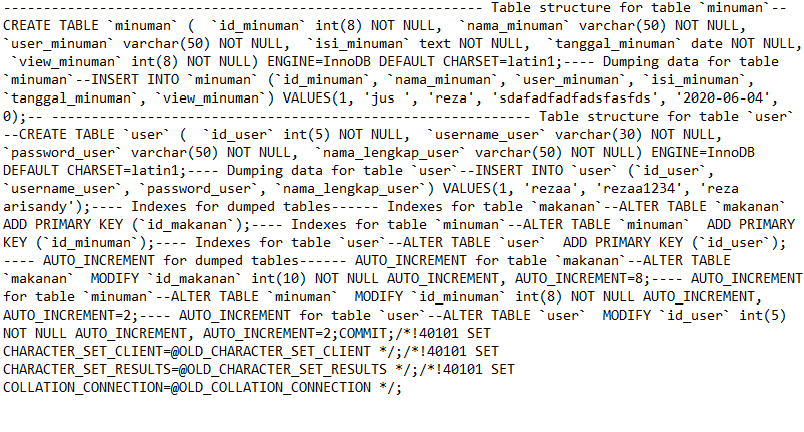 -------------------------------------------------------- Table structure for table `minuman`--
CREATE TABLE `minuman` (  `id_minuman` int(8) NOT NULL,  `nama_minuman` varchar(50) NOT NULL,
`user_minuman` varchar(50) NOT NULL,  `isi_minuman` text NOT NULL,  `tanggal_minuman` date NOT NULL,
 `view_minuman` int(8) NOT NULL) ENGINE=InnoDB DEFAULT CHARSET=latin1;---- Dumping data for table
`minuman`--INSERT INTO `minuman` (`id_minuman`, `nama_minuman`, `user_minuman`, `isi_minuman`,
`tanggal_minuman`, `view_minuman`) VALUES(1, 'jus ', 'reza', 'sdafadfadfadsfasfds', '2020-06-04',
0);-- -------------------------------------------------------- Table structure for table `user`
--CREATE TABLE `user` (  `id_user` int(5) NOT NULL,  `username_user` varchar(30) NOT NULL,
`password_user` varchar(50) NOT NULL,  `nama_lengkap_user` varchar(50) NOT NULL) ENGINE=InnoDB
DEFAULT CHARSET=latin1;---- Dumping data for table `user`--INSERT INTO `user` (`id_user`,
`username_user`, `password_user`, `nama_lengkap_user`) VALUES(1, 'rezaa', 'rezaa1234', 'reza
arisandy');---- Indexes for dumped tables------ Indexes for table `makanan`--ALTER TABLE `makanan`
ADD PRIMARY KEY (`id_makanan`);---- Indexes for table `minuman`--ALTER TABLE `minuman`  ADD PRIMARY
KEY (`id_minuman`);---- Indexes for table `user`--ALTER TABLE `user`  ADD PRIMARY KEY (`id_user`);
---- AUTO_INCREMENT for dumped tables------ AUTO_INCREMENT for table `makanan`--ALTER TABLE
`makanan`  MODIFY `id_makanan` int(10) NOT NULL AUTO_INCREMENT, AUTO_INCREMENT=8;---- AUTO_INCREMENT
for table `minuman`--ALTER TABLE `minuman`  MODIFY `id_minuman` int(8) NOT NULL AUTO_INCREMENT,
AUTO_INCREMENT=2;---- AUTO_INCREMENT for table `user`--ALTER TABLE `user`  MODIFY `id_user` int(5)
NOT NULL AUTO_INCREMENT, AUTO_INCREMENT=2;COMMIT;/*!40101 SET
CHARACTER_SET_CLIENT=@OLD_CHARACTER_SET_CLIENT */;/*!40101 SET
CHARACTER_SET_RESULTS=@OLD_CHARACTER_SET_RESULTS */;/*!40101 SET
COLLATION_CONNECTION=@OLD_COLLATION_CONNECTION */;